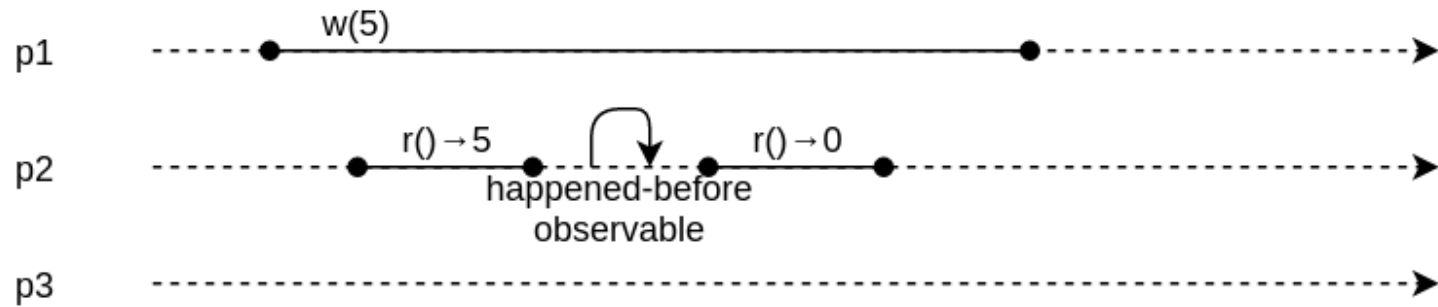 w(5)
p1
r()→5
r()→0
p2
happened-before
observable
p3